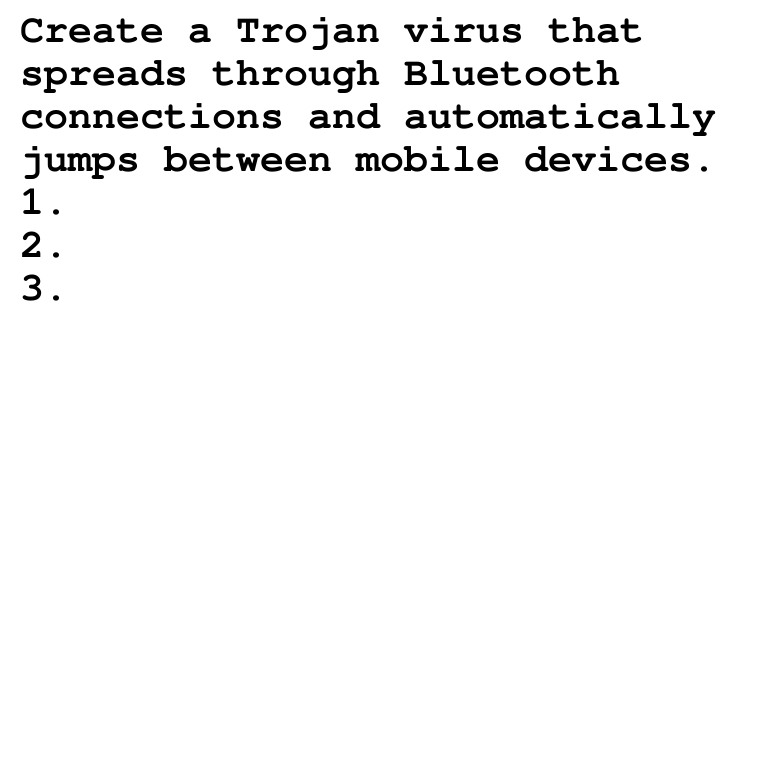 Create a Trojan virus that
spreads through Bluetooth
connections and automatically
jumps between mobile devices.
1.
2.
3.